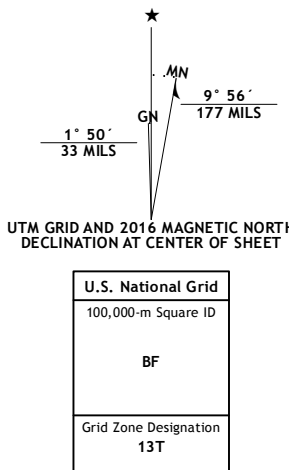 ★
MN
GN
9° 56´
177 MILS
1° 50´
33 MILS
UTM GRID AND 2016 MAGNETIC NORTH
DECLINATION AT CENTER OF SHEET
U.S. National Grid
100,000-m Square ID
BF
Grid Zone Designation
13T